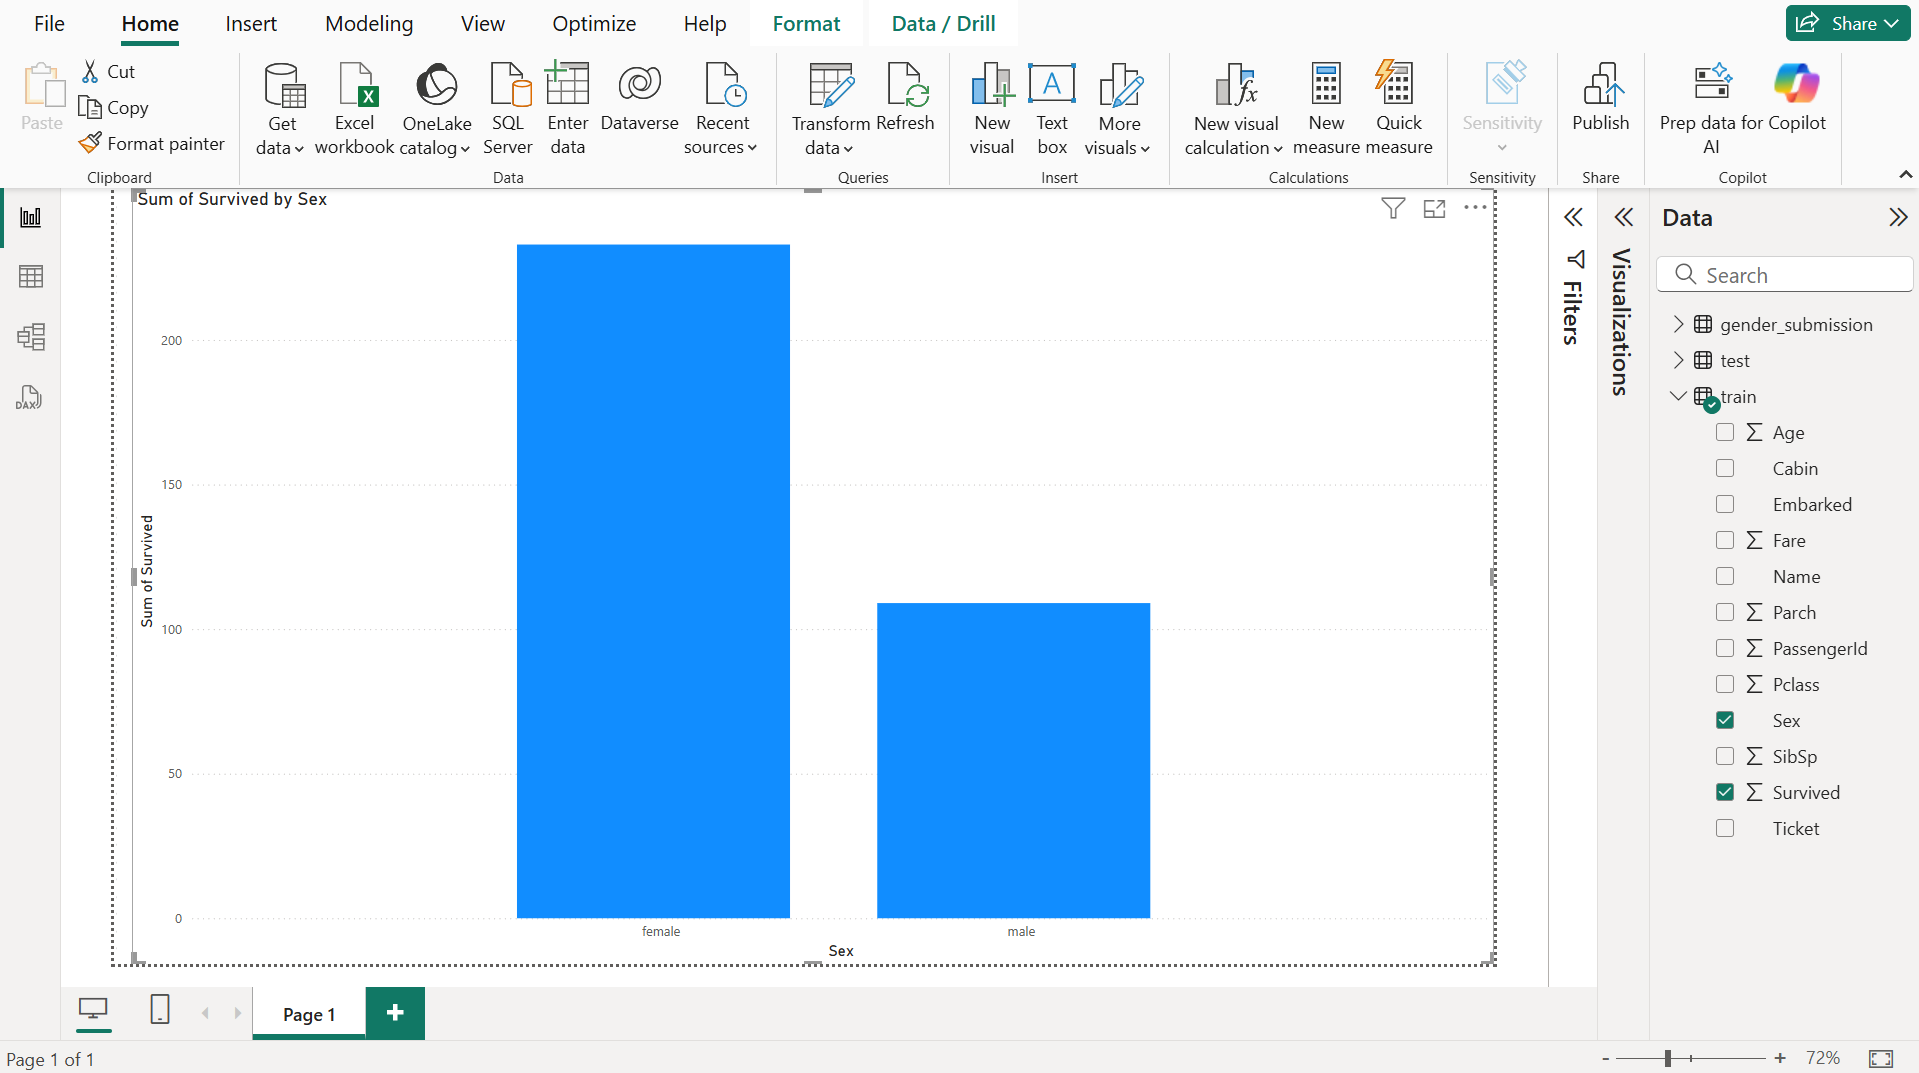 File Home Insert Modeling View Optimize Help Format Data / Drill Share
Paste
Cut
Copy
Format painter
Clipboard
Get data
Excel workbook
OneLake catalog
SQL Server
Enter data
Dataverse
Recent sources
Data
Transform data
Refresh
Queries
New visual
Text box
A
More visuals
Insert
New visual calculation
New measure
Quick measure
Calculations
Sensitivity
Sensitivity
Publish
Share
Prep data for AI
Copilot
Copilot
DAX
Sum of Survived by Sex
Sum of Survived
200
150
100
50
0
female male
Sex
Filters
Visualizations
Data
Search
gender_submission
test
train
Age
Cabin
Embarked
Fare
Name
Parch
PassengerId
Pclass
Sex
SibSp
Survived
Ticket
Page 1
Page 1 of 1
- + 72%